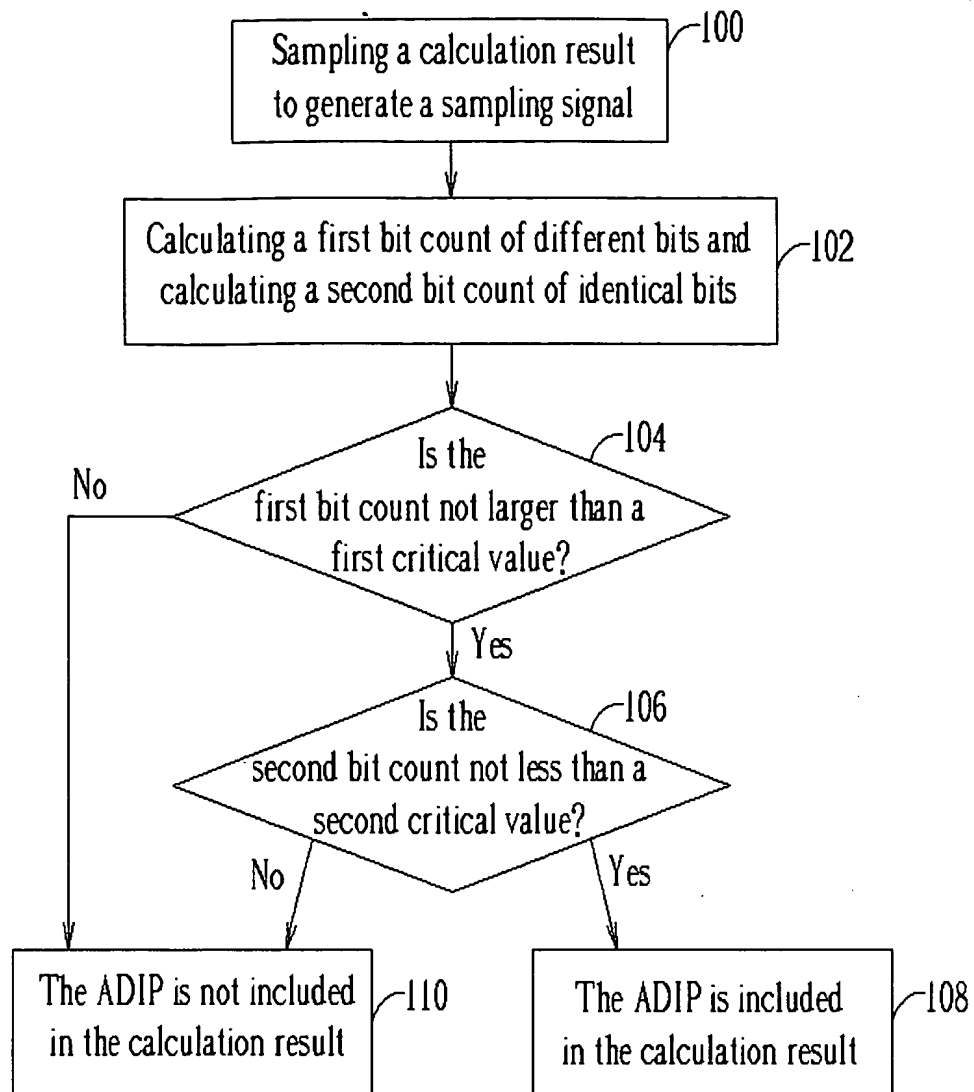 Sampling a calculation result
to generate a sampling signal
100
Calculating a first bit count of different bits and
calculating a second bit count of identical bits
102
Is the
first bit count not larger than a
first critical value?
104
No
Yes
Is the
second bit count not less than a
second critical value?
106
No
Yes
The ADIP is not included
in the calculation result
110
The ADIP is included
in the calculation result
108